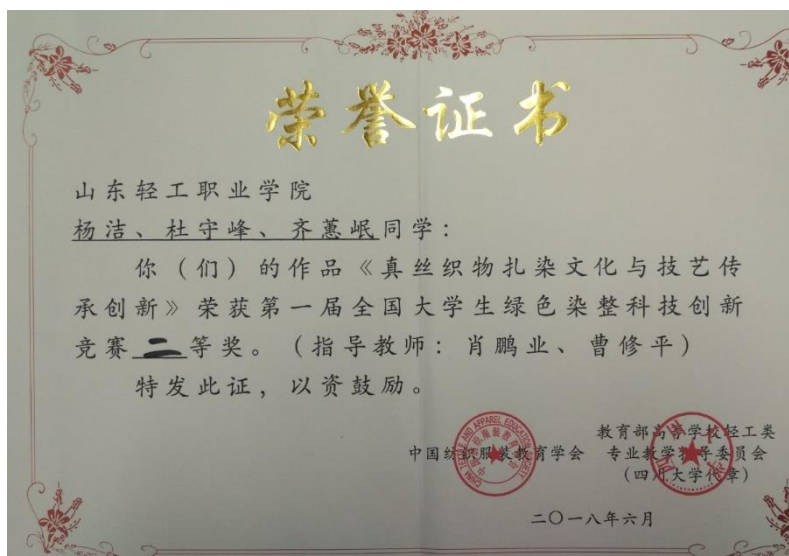 荣誉证书
山东轻工职业学院
杨洁、杜守峰、齐蕙岷同学：
你（们）的作品《真丝织物扎染文化与技艺传
承创新》荣获第一届全国大学生绿色染整科技创新
竞赛二等奖。（指导教师：肖鹏业、曹修平）
特发此证，以资鼓励。
教育部高等学校轻工类
中国纺织服装教育学会 专业教学指导委员会
（四川大学代章）
二〇一八年六月